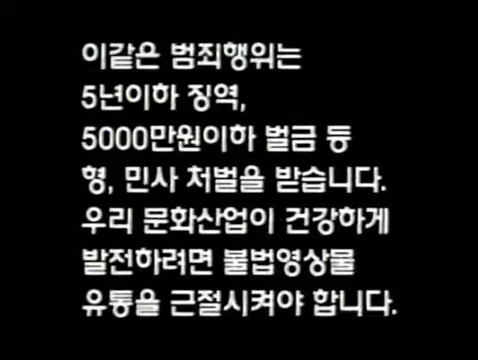 이같은 범죄행위는
5년이하 징역,
5000만원이하 벌금 등
형, 민사 처벌을 받습니다.
우리 문화산업이 건강하게
발전하려면 불법영상물
유통을 근절시켜야 합니다.